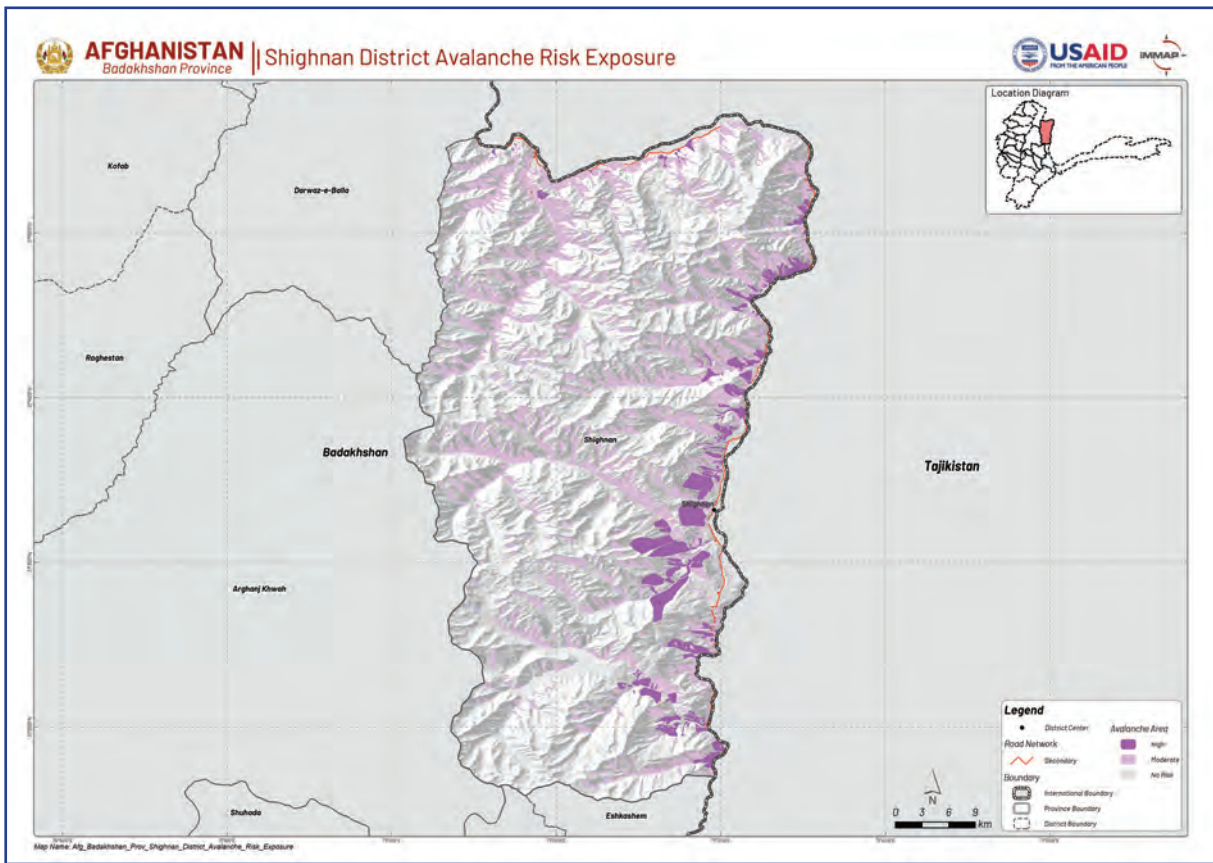 AFGHANISTAN
Badakhshan Province
Shighnan District Avalanche Risk Exposure
USAID
FROM THE AMERICAN PEOPLE
IMMAP
Location Diagram
Kofab
Darwaz-e-Balla
Raghestan
Badakhshan
Shighnan
Tajikistan
Shighnan
Arghanj Khwah
Shuhada
Eshkashem
N
0 3 6 9
km
Legend
District Center
Road Network
Secondary
Boundary
International Boundary
Province Boundary
District Boundary
Avalanche Area
High
Moderate
No Risk
Map Name: Afg_Badakhshan_Prov_Shighnan_District_Avalanche_Risk_Exposure